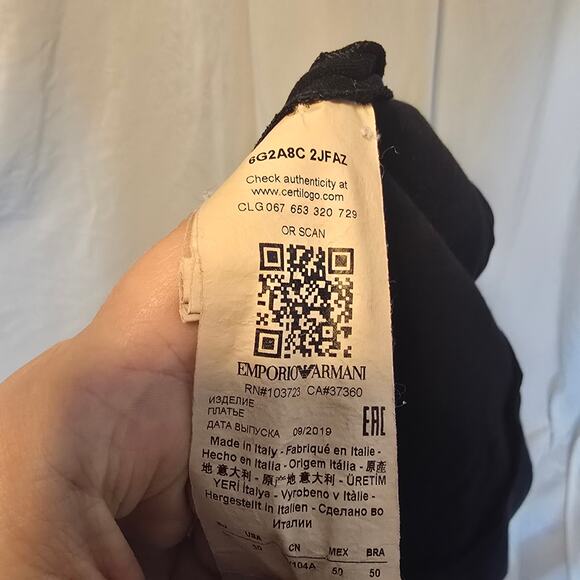 6G2A8C 2JFAZ
Check authenticity at
www.certilogo.com
CLG 067 653 320 729
OR SCAN
EMPORIO ARMANI
RN#103723 CA#37360
ИЗДЕЛИЕ
ПЛАТЬЕ
ДАТА ВЫПУСКА 09/2019
EAC
Made in Italy - Fabriqué en Italie -
Hecho en Italia - Origem Itália - 原產
地 意大利 - 原产地 意大利 - ÜRETİM
YERİ İtalya - Vyrobeno v Itálie -
Hergestellt in Italien - Сделано во
Италии
USA CN MEX BRA
50 /104A 50 50